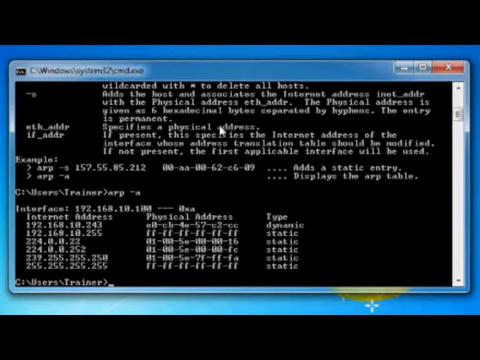 C:\Windows\system32\cmd.exe
wildcarded with * to delete all hosts.
-s Adds the host and associates the Internet address inet_addr
with the Physical address eth_addr. The Physical address is
given as 6 hexadecimal bytes separated by hyphens. The entry
is permanent.
eth_addr Specifies a physical address.
if_addr If present, this specifies the Internet address of the
interface whose address translation table should be modified.
If not present, the first applicable interface will be used.
Example:
> arp -s 157.55.85.212 00-aa-00-62-c6-09 .... Adds a static entry.
> arp -a .... Displays the arp table.
C:\Users\Trainer>arp -a
Interface: 192.168.10.100 --- 0xa
Internet Address Physical Address Type
192.168.10.243 e0-cb-4e-57-c2-cc dynamic
192.168.10.255 ff-ff-ff-ff-ff-ff static
224.0.0.22 01-00-5e-00-00-16 static
224.0.0.252 01-00-5e-00-00-fc static
239.255.255.250 01-00-5e-7f-ff-fa static
255.255.255.255 ff-ff-ff-ff-ff-ff static
C:\Users\Trainer>_